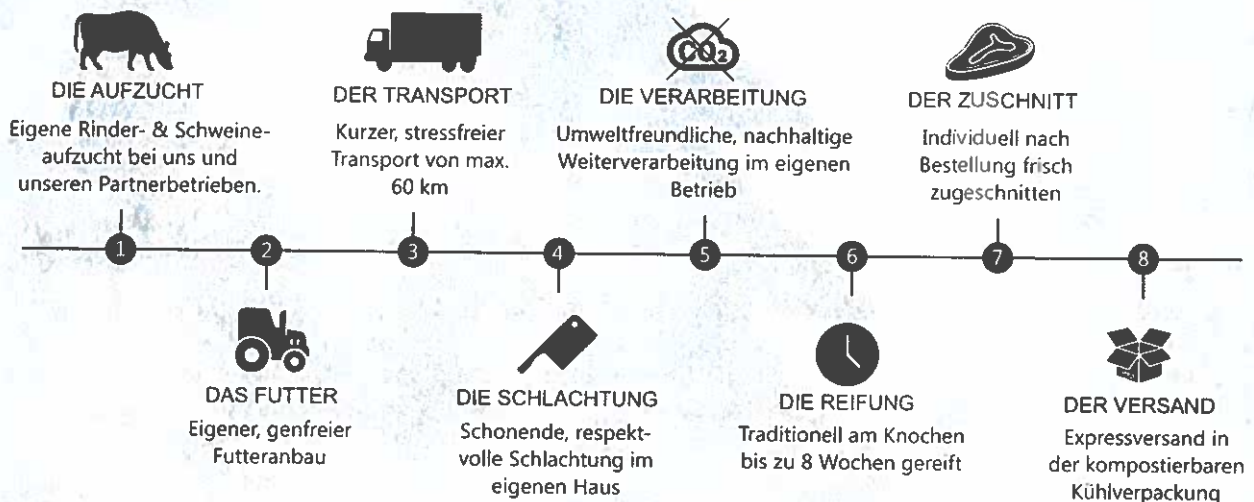 CO₂
DIE AUFZUCHT
Eigene Rinder- & Schweine-
aufzucht bei uns und
unseren Partnerbetrieben.
1
2
DAS FUTTER
Eigener, genfreier
Futteranbau
DER TRANSPORT
Kurzer, stressfreier
Transport von max.
60 km
3
4
DIE SCHLACHTUNG
Schonende, respekt-
volle Schlachtung im
eigenen Haus
DIE VERARBEITUNG
Umweltfreundliche, nachhaltige
Weiterverarbeitung im eigenen
Betrieb
5
6
DIE REIFUNG
Traditionell am Knochen
bis zu 8 Wochen gereift
DER ZUSCHNITT
Individuell nach
Bestellung frisch
zugeschnitten
7
8
DER VERSAND
Expressversand in
der kompostierbaren
Kühlverpackung